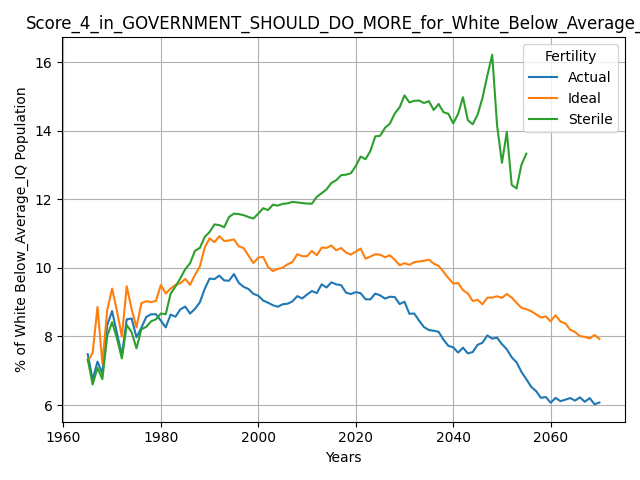 Score_4_in_GOVERNMENT_SHOULD_DO_MORE_for_White_Below_Average_
Fertility
Actual
Ideal
Sterile
% of White Below_Average_IQ Population
16
14
12
10
8
6
1960
1980
2000
2020
2040
2060
Years